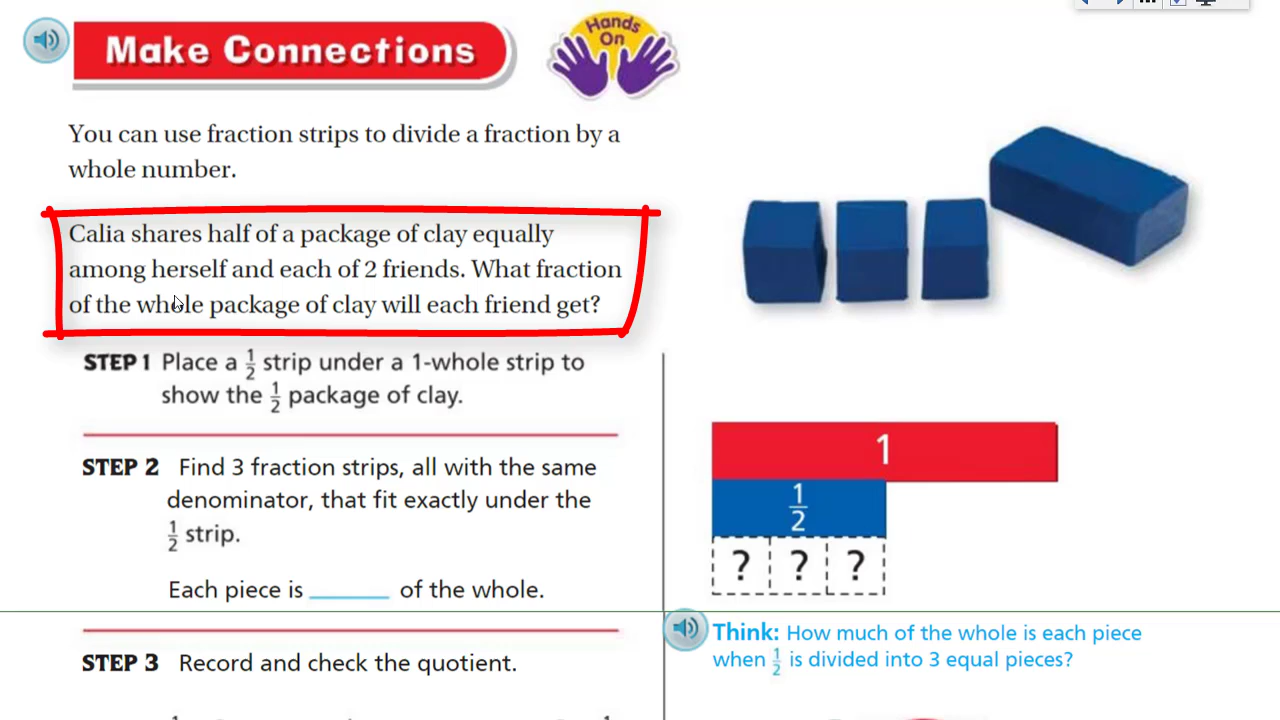 Make Connections
Hands
On
You can use fraction strips to divide a fraction by a
whole number.
Calia shares half of a package of clay equally
among herself and each of 2 friends. What fraction
of the whole package of clay will each friend get?
STEP 1 Place a 1/2 strip under a 1-whole strip to
show the 1/2 package of clay.
STEP 2 Find 3 fraction strips, all with the same
denominator, that fit exactly under the
1/2 strip.
Each piece is ______ of the whole.
1
1/2
? ? ?
Think: How much of the whole is each piece
when 1/2 is divided into 3 equal pieces?
STEP 3 Record and check the quotient.